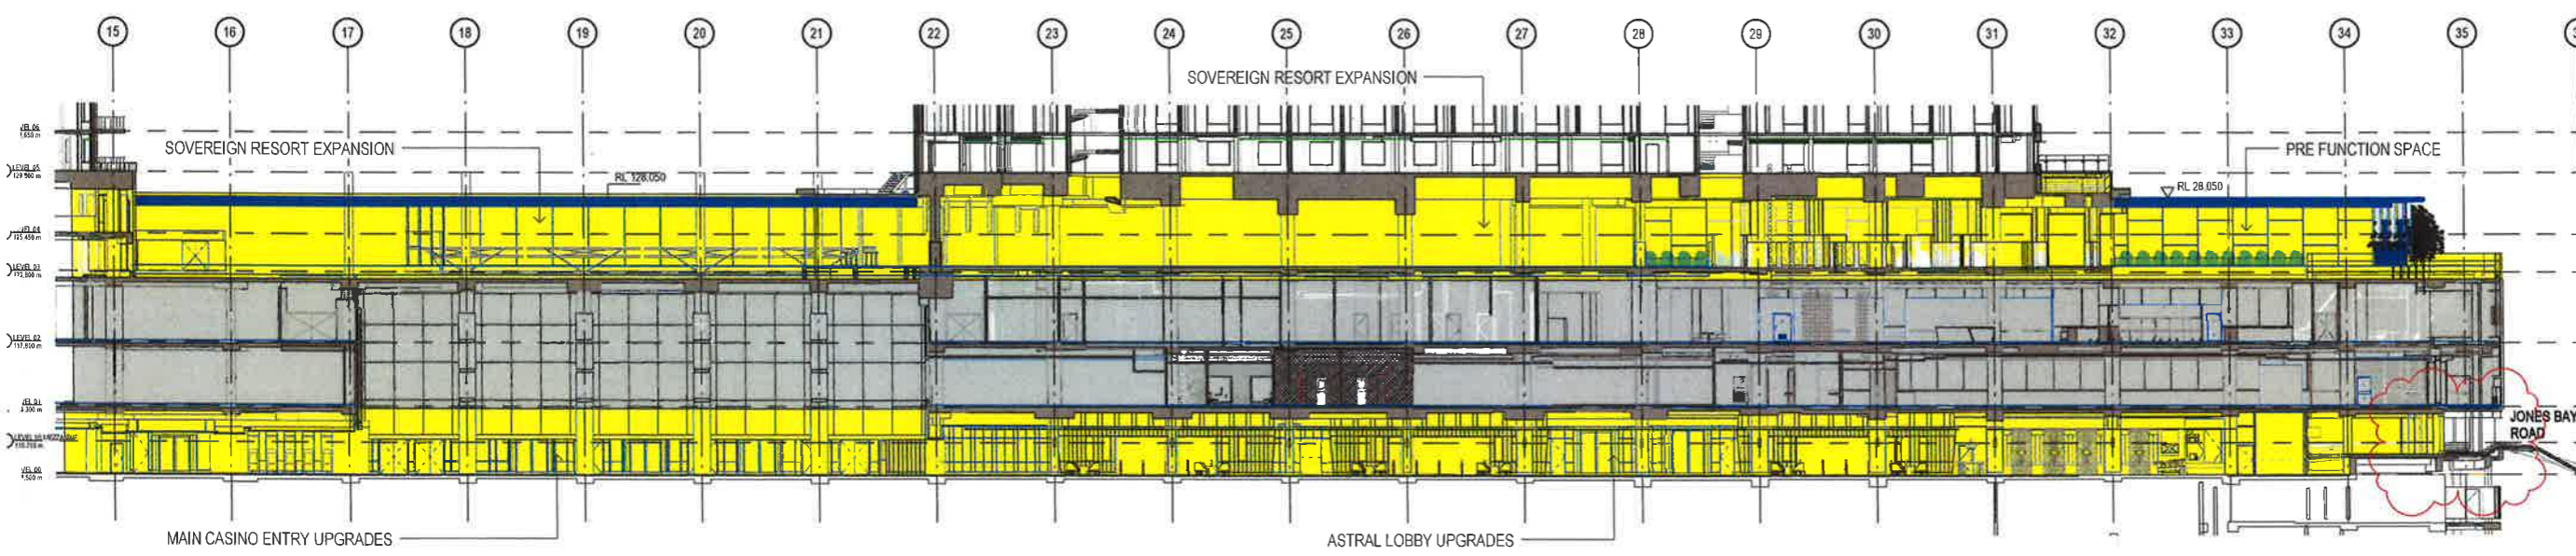 15 16 17 18 19 20 21 22 23 24 25 26 27 28 29 30 31 32 33 34 35
SOVEREIGN RESORT EXPANSION
SOVEREIGN RESORT EXPANSION
PRE FUNCTION SPACE
RL 128.050
RL 28.050
LEVEL 05
LEVEL 03
LEVEL 02
JONES BAY
ROAD
MAIN CASINO ENTRY UPGRADES
ASTRAL LOBBY UPGRADES